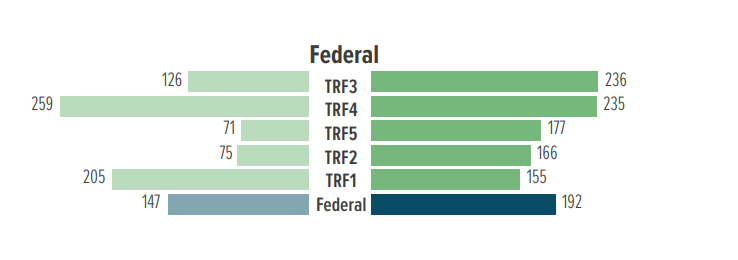 Federal
126 TRF3 236
259 TRF4 235
71 TRF5 177
75 TRF2 166
205 TRF1 155
147 Federal 192